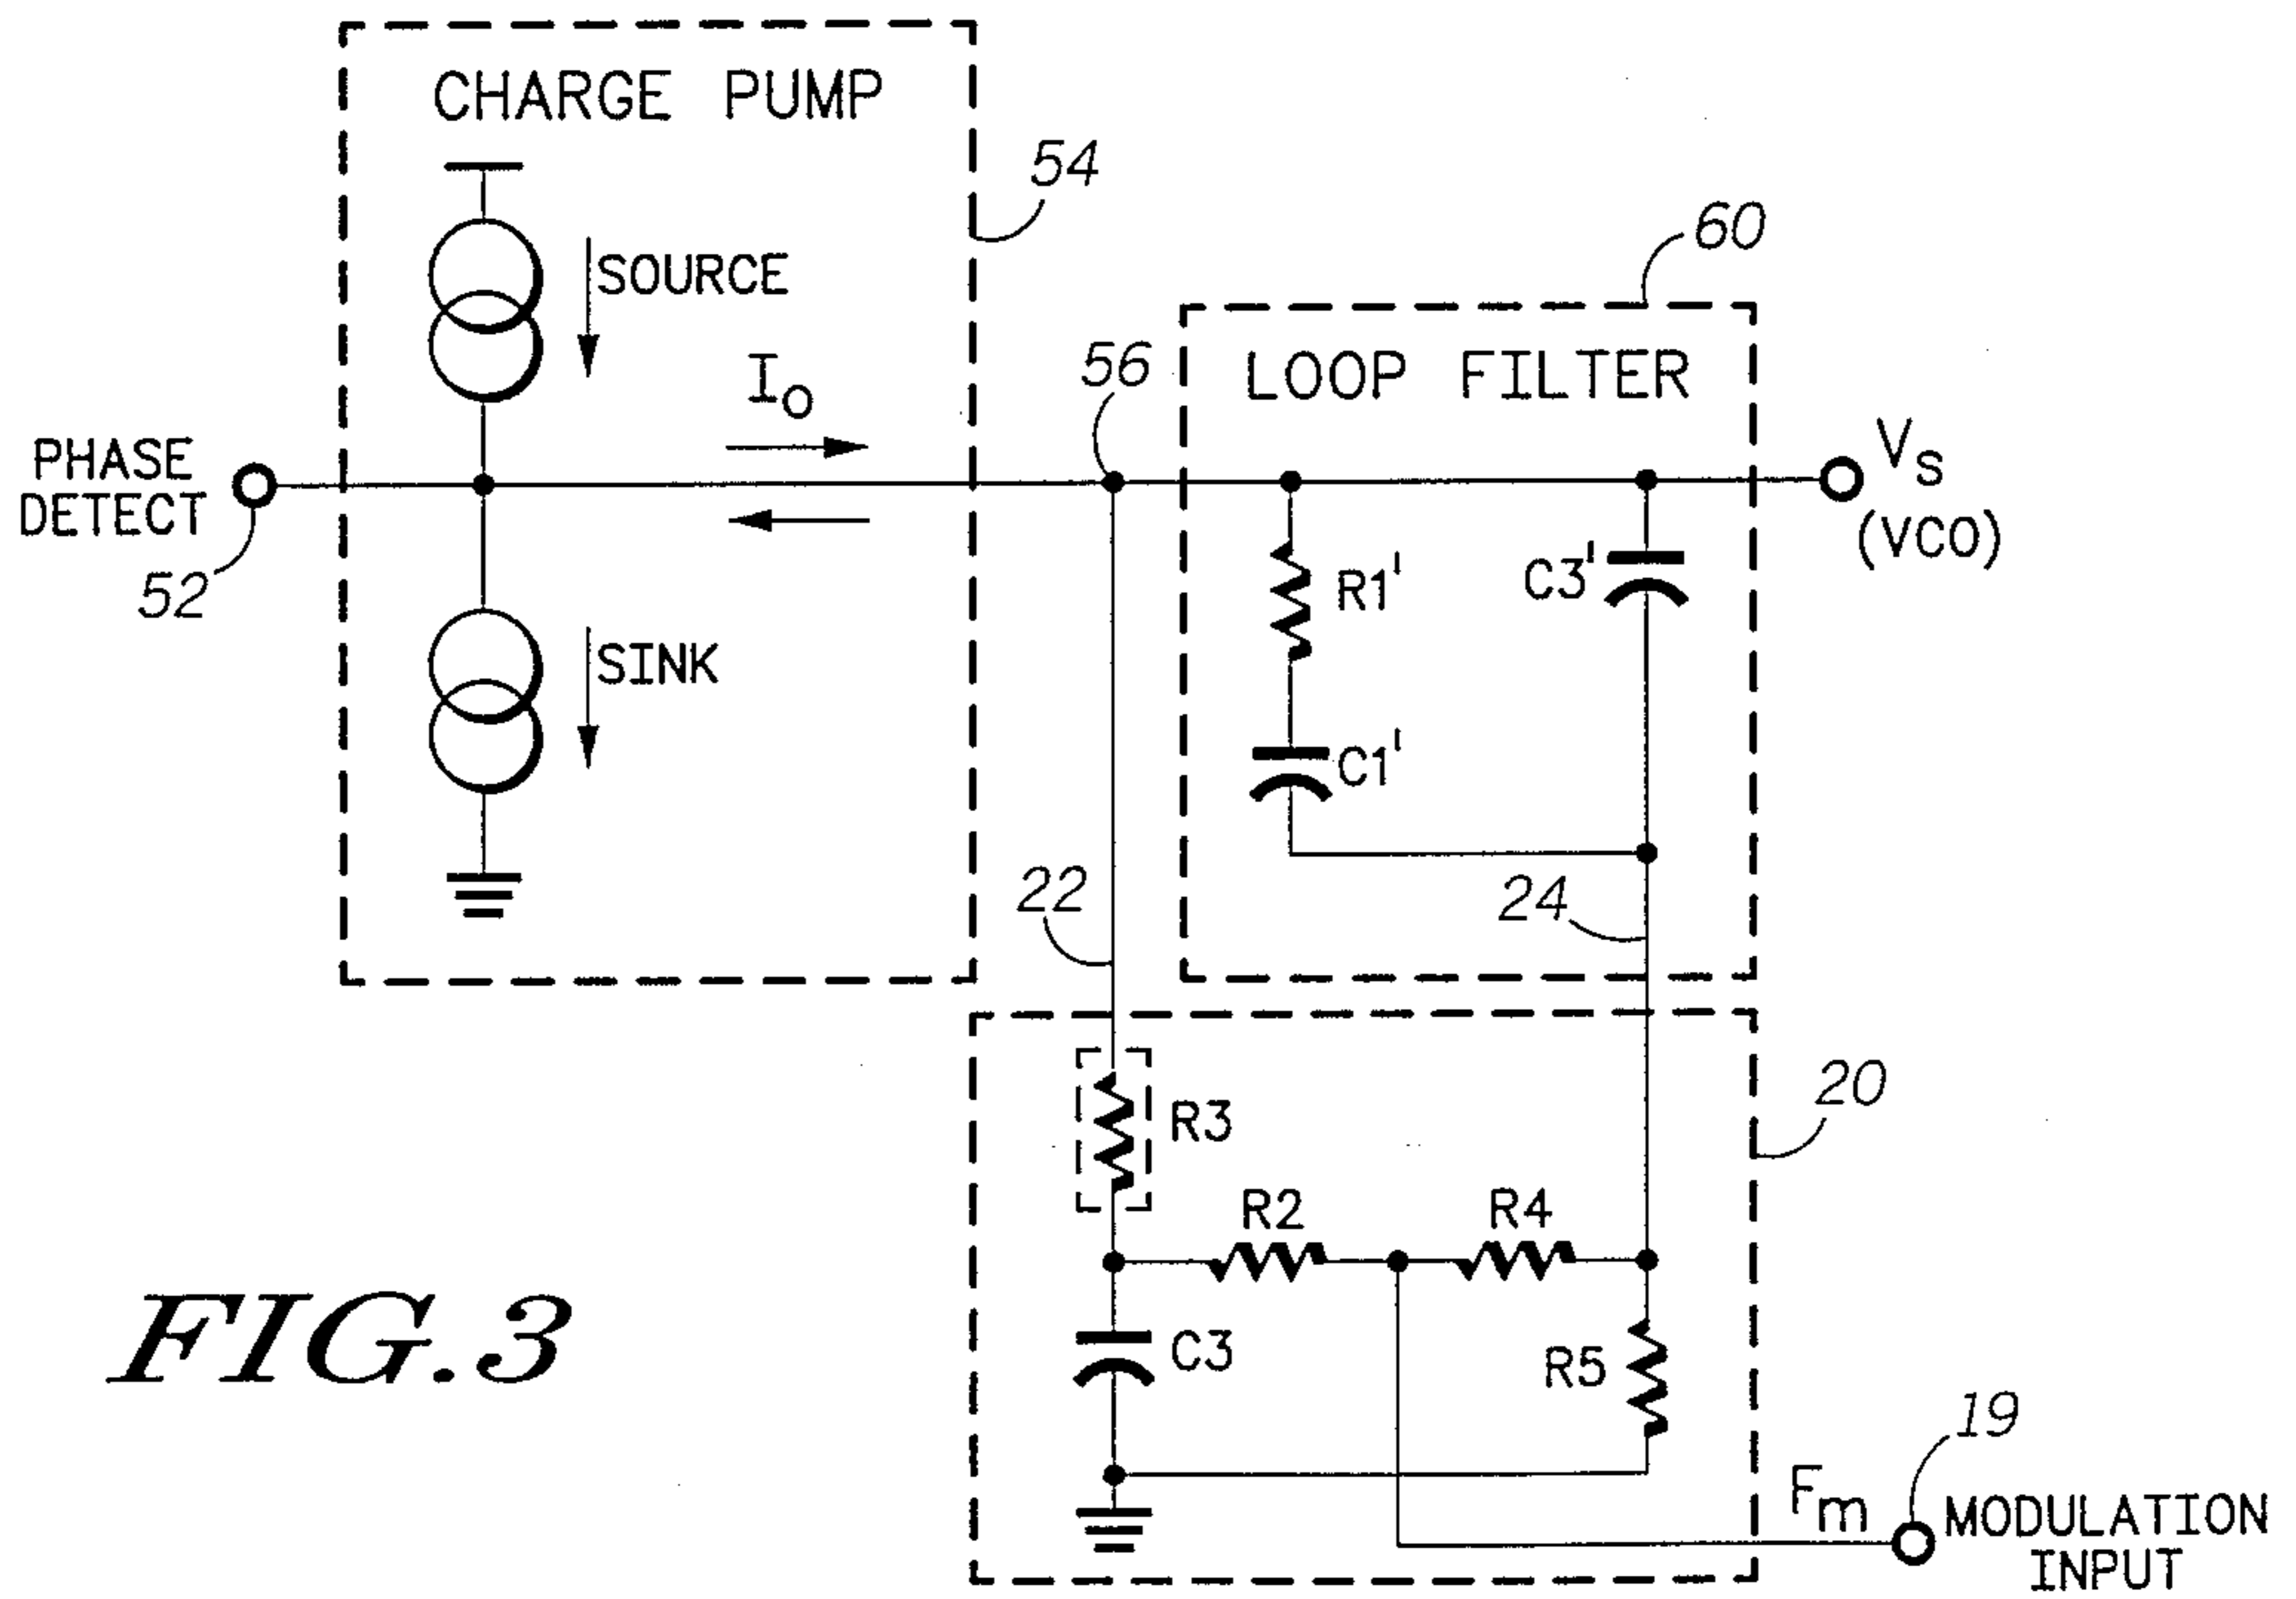 CHARGE PUMP
54
SOURCE
60
I₀
56
LOOP FILTER
PHASE
DETECT
52
Vₛ
(VCO)
R1'
C3'
SINK
C1'
22
24
R3
20
R2
R4
C3
R5
FIG.3
19
Fₘ
MODULATION
INPUT